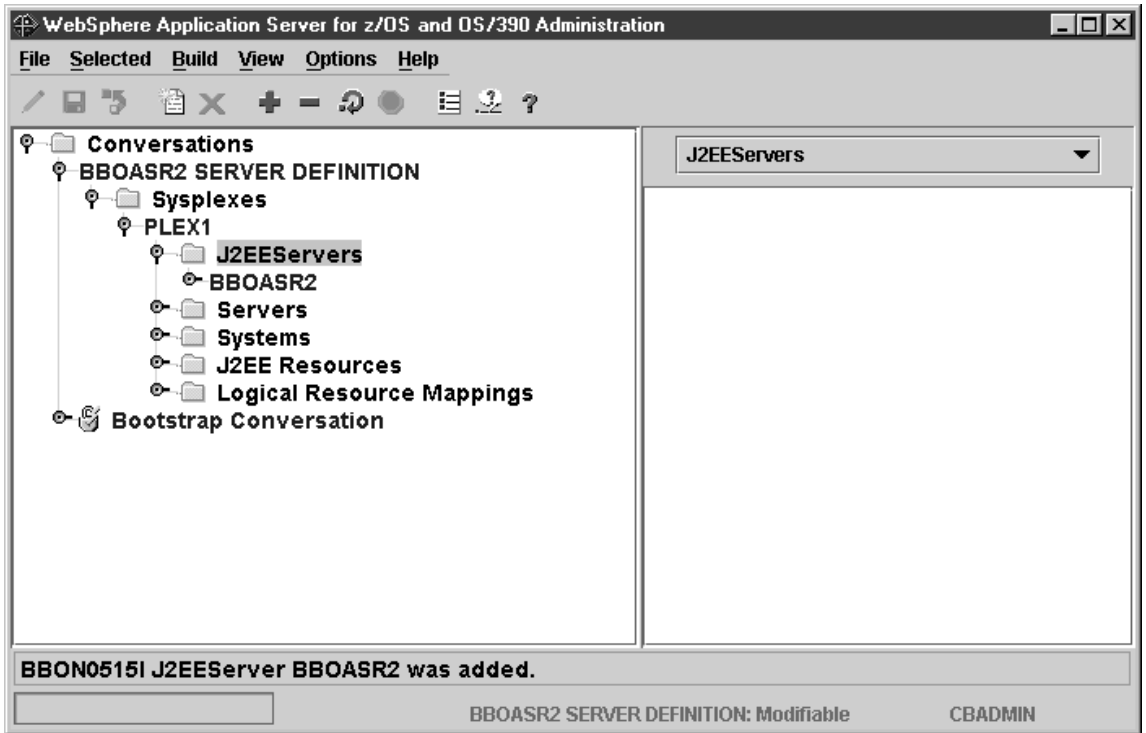 WebSphere Application Server for z/OS and OS/390 Administration
File Selected Build View Options Help
Conversations
BBOASR2 SERVER DEFINITION
Sysplexes
PLEX1
J2EEServers
BBOASR2
Servers
Systems
J2EE Resources
Logical Resource Mappings
Bootstrap Conversation
J2EEServers
BBON0515I J2EEServer BBOASR2 was added.
BBOASR2 SERVER DEFINITION: Modifiable CBADMIN